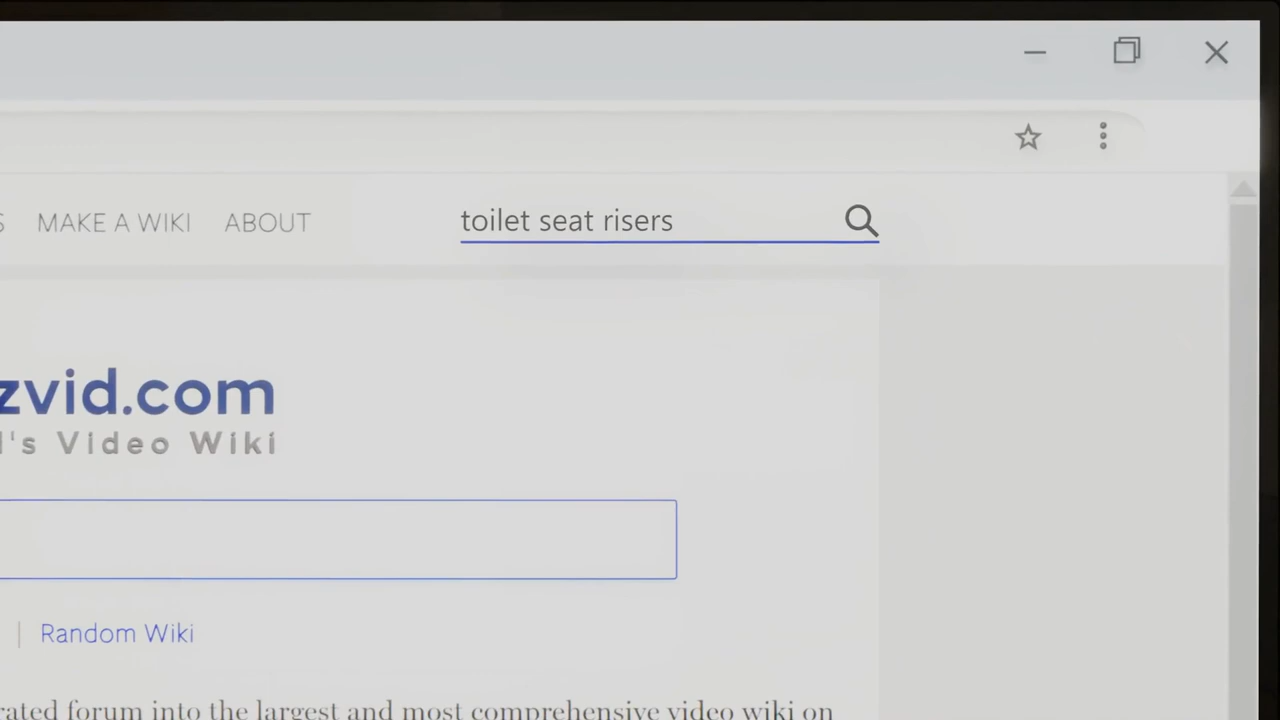 MAKE A WIKI ABOUT toilet seat risers
zvid.com
l's Video Wiki
| Random Wiki
rated forum into the largest and most comprehensive video wiki on